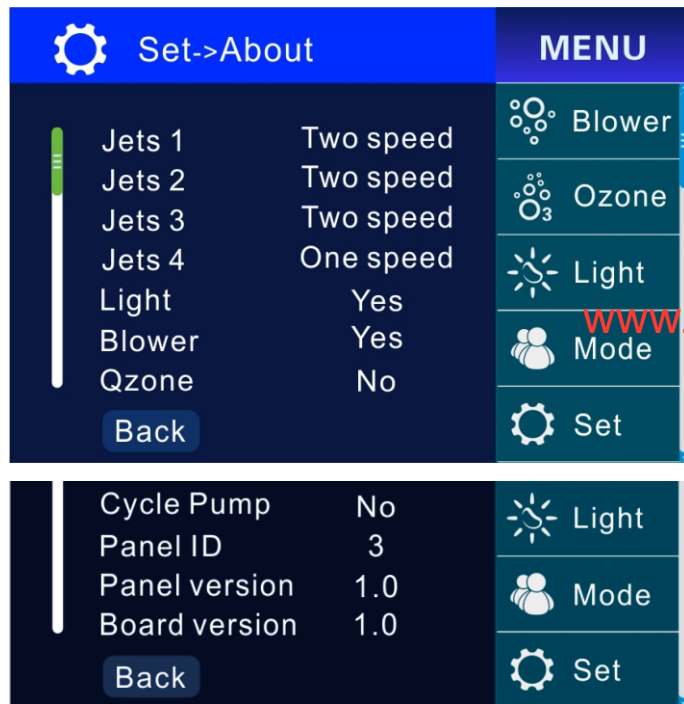 Set->About MENU
Jets 1 Two speed
Jets 2 Two speed
Jets 3 Two speed
Jets 4 One speed
Light Yes
Blower Yes
Qzone No
Back
Blower
Ozone
O3
Light
www.
Mode
Set
Cycle Pump No
Panel ID 3
Panel version 1.0
Board version 1.0
Back
Light
Mode
Set